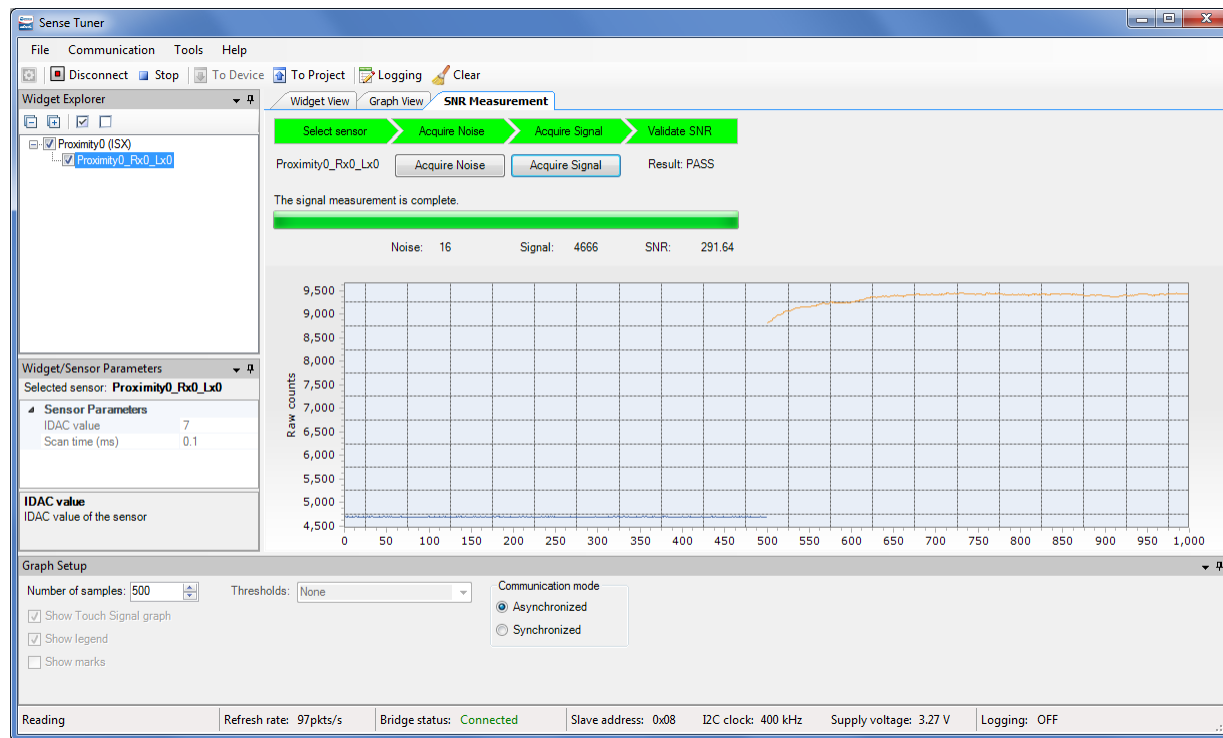 Sense Tuner
File Communication Tools Help
Disconnect Stop To Device To Project Logging Clear
Widget Explorer
Proximity0 (ISX)
Proximity0_Rx0_Lx0
Widget/Sensor Parameters
Selected sensor: Proximity0_Rx0_Lx0
Sensor Parameters
IDAC value 7
Scan time (ms) 0.1
IDAC value
IDAC value of the sensor
Widget View Graph View SNR Measurement
Select sensor Acquire Noise Acquire Signal Validate SNR
Proximity0_Rx0_Lx0 Acquire Noise Acquire Signal Result: PASS
The signal measurement is complete.
Noise: 16 Signal: 4666 SNR: 291.64
Raw counts
9,500
9,000
8,500
8,000
7,500
7,000
6,500
6,000
5,500
5,000
4,500
0 50 100 150 200 250 300 350 400 450 500 550 600 650 700 750 800 850 900 950 1,000
Graph Setup
Number of samples: 500 Thresholds: None
Show Touch Signal graph
Show legend
Show marks
Communication mode
Asynchronized
Synchronized
Reading Refresh rate: 97pkts/s Bridge status: Connected Slave address: 0x08 I2C clock: 400 kHz Supply voltage: 3.27 V Logging: OFF